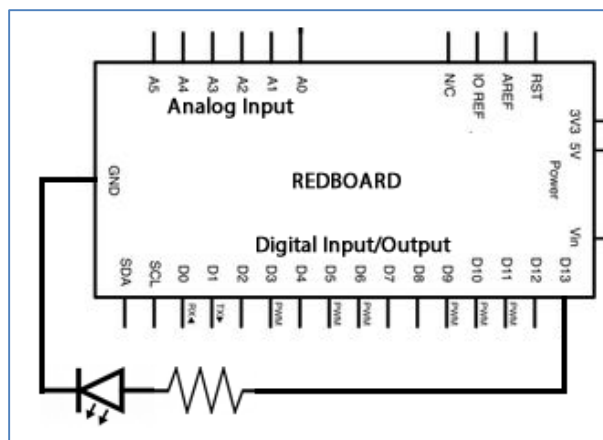 A5
A4
A3
A2
A1
A0
N/C
IO REF
AREF
RST
Analog Input
3V3
5V
Power
Vin
GND
REDBOARD
Digital Input/Output
SDA
SCL
D0
D1
D2
D3
D4
D5
D6
D7
D8
D9
D10
D11
D12
D13
RX
TX
PWM
PWM
PWM
PWM
PWM
PWM